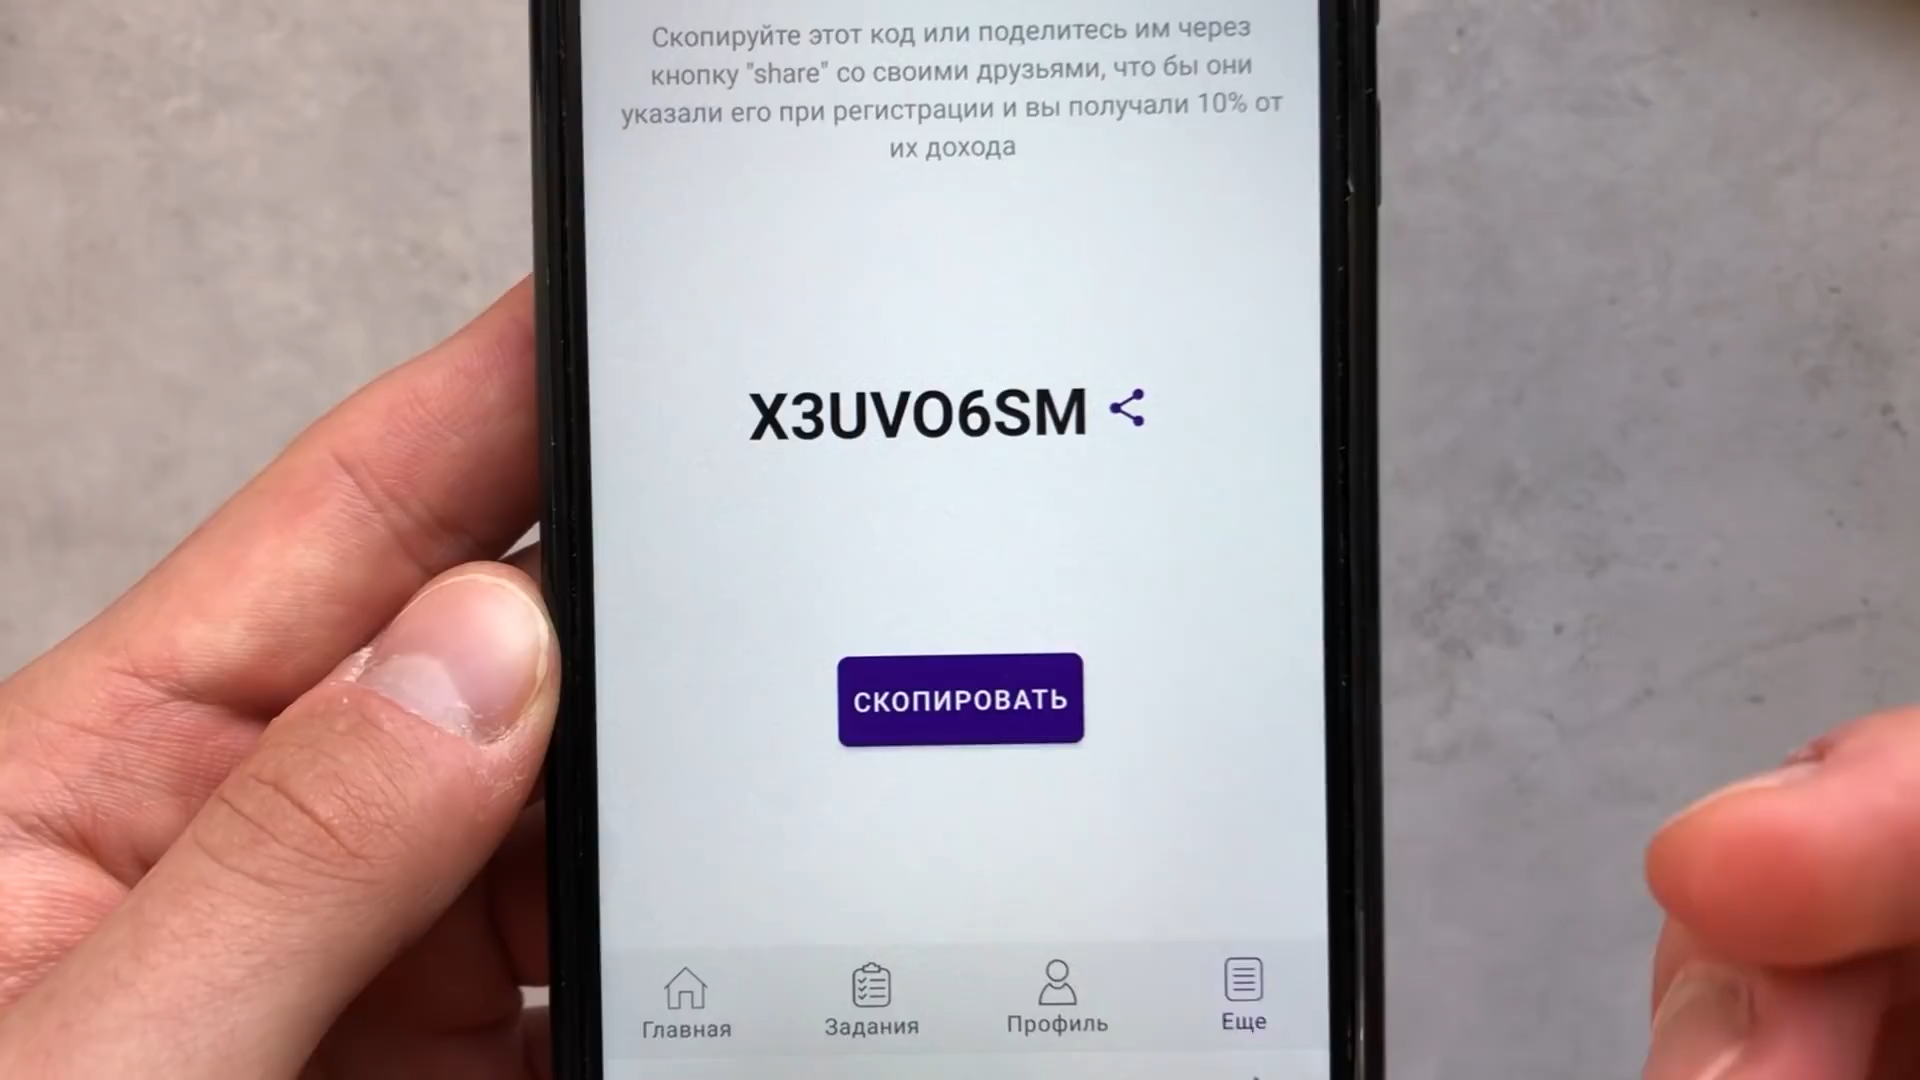 Скопируйте этот код или поделитесь им через
кнопку "share" со своими друзьями, что бы они
указали его при регистрации и вы получали 10% от
их дохода
X3UVO6SM
СКОПИРОВАТЬ
Главная
Задания
Профиль
Еще